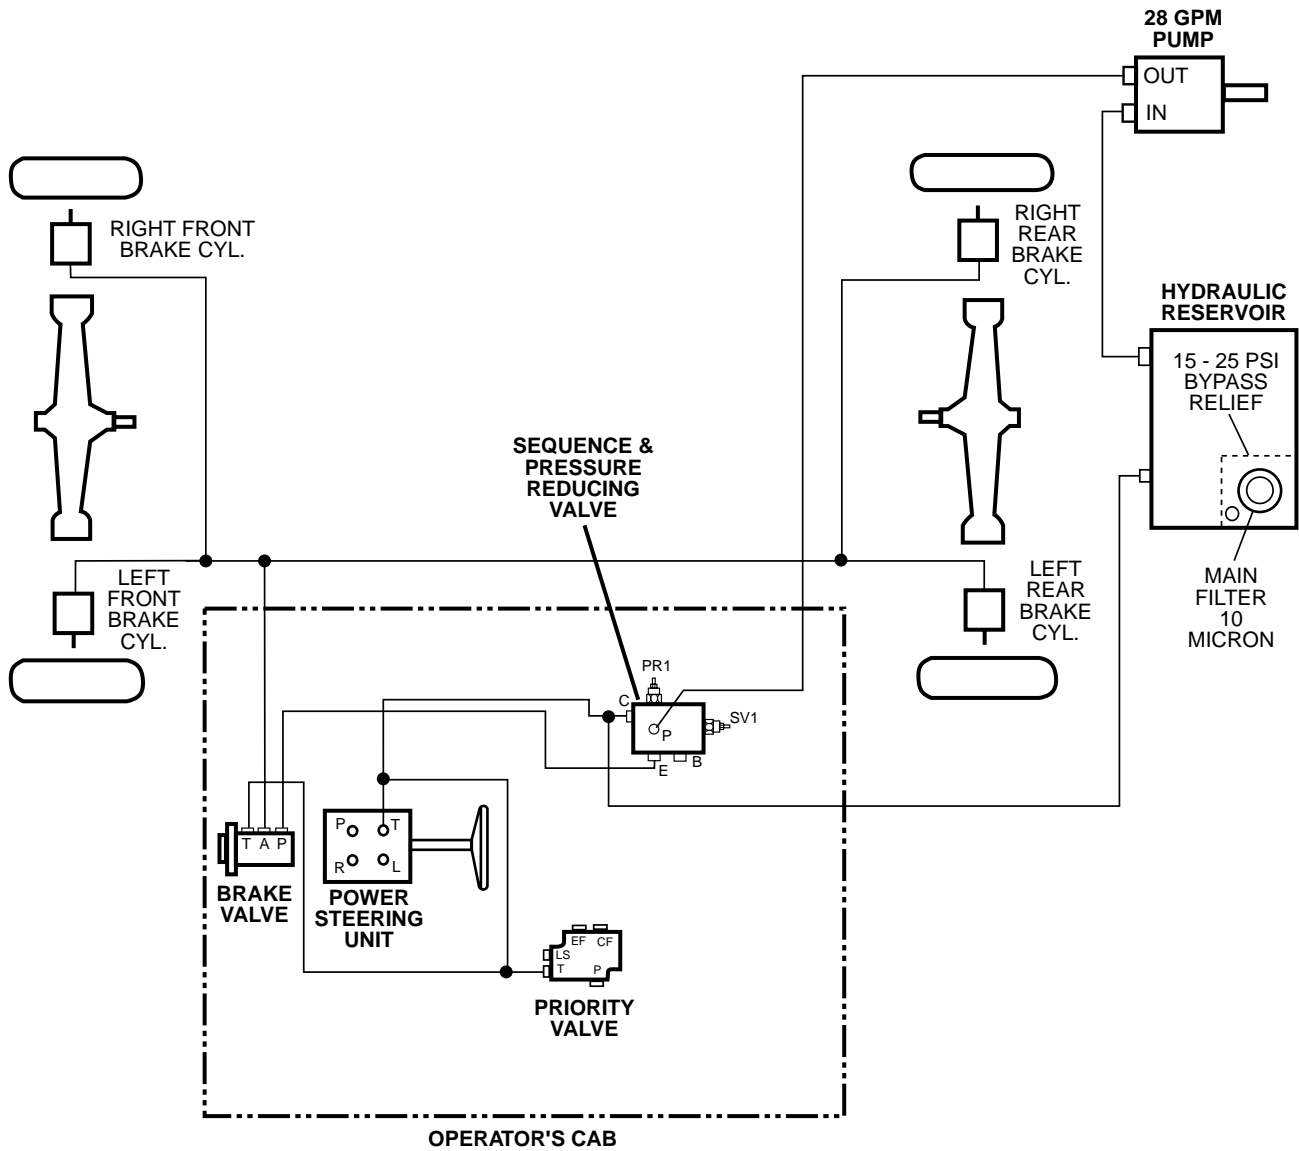 28 GPM
PUMP
OUT
IN
RIGHT FRONT
BRAKE CYL.
RIGHT
REAR
BRAKE
CYL.
HYDRAULIC
RESERVOIR
15 - 25 PSI
BYPASS
RELIEF
SEQUENCE &
PRESSURE
REDUCING
VALVE
MAIN
FILTER
10
MICRON
LEFT
FRONT
BRAKE
CYL.
LEFT
REAR
BRAKE
CYL.
PR1
C
SV1
P
E
B
T A P
BRAKE
VALVE
P
T
R
L
POWER
STEERING
UNIT
EF CF
LS
T
P
PRIORITY
VALVE
OPERATOR'S CAB